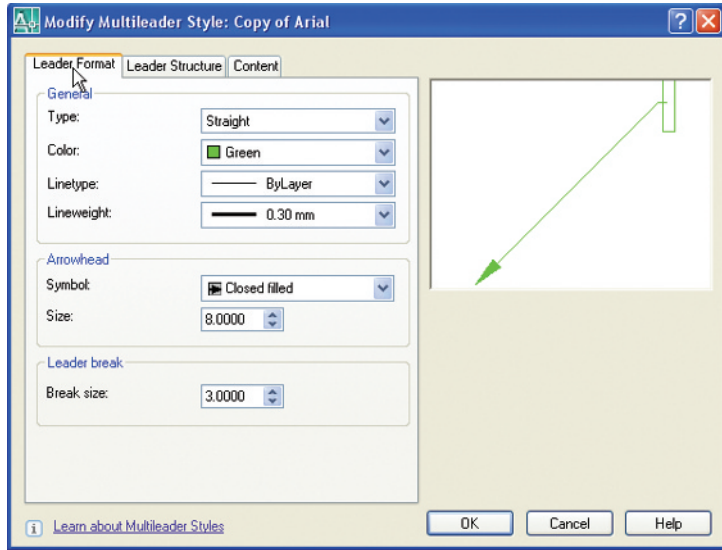 Modify Multileader Style: Copy of Arial
Leader Format Leader Structure Content
General
Type: Straight
Color: Green
Linetype: ByLayer
Lineweight: 0.30 mm
Arrowhead
Symbol: Closed filled
Size: 8.0000
Leader break
Break size: 3.0000
Learn about Multileader Styles
OK Cancel Help